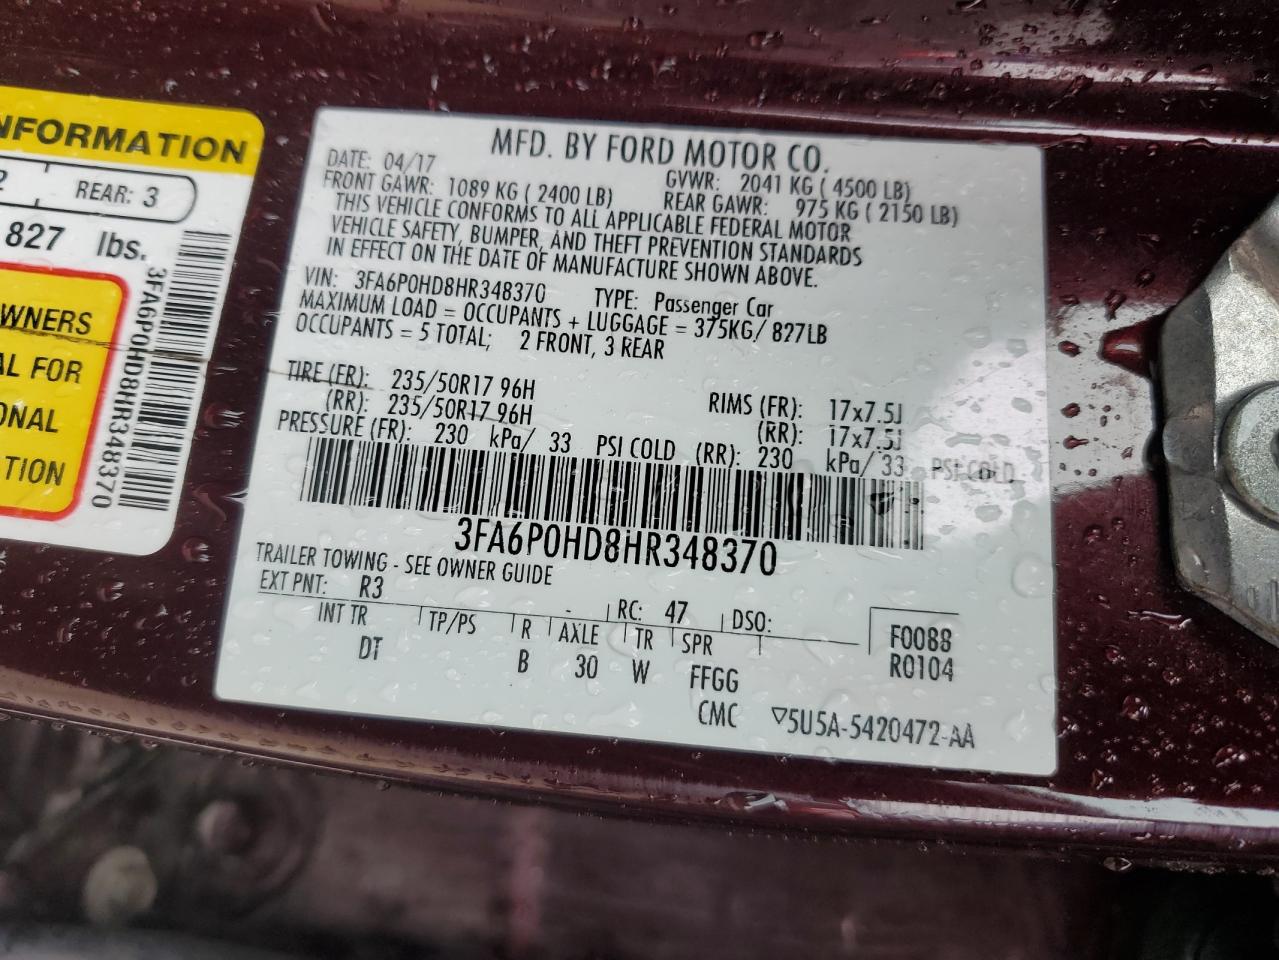 NFORMATION
2
REAR: 3
827 lbs.
WNERS
AL FOR
ONAL
TION
3FA6P0HD8HR348370
MFD. BY FORD MOTOR CO.
DATE: 04/17
GVWR: 2041 KG ( 4500 LB)
FRONT GAWR: 1089 KG ( 2400 LB)
REAR GAWR: 975 KG ( 2150 LB)
THIS VEHICLE CONFORMS TO ALL APPLICABLE FEDERAL MOTOR
VEHICLE SAFETY, BUMPER, AND THEFT PREVENTION STANDARDS
IN EFFECT ON THE DATE OF MANUFACTURE SHOWN ABOVE.
VIN: 3FA6P0HD8HR348370 TYPE: Passenger Car
MAXIMUM LOAD = OCCUPANTS + LUGGAGE = 375KG/ 827LB
OCCUPANTS = 5 TOTAL; 2 FRONT, 3 REAR
TIRE (FR): 235/50R17 96H RIMS (FR): 17x7.5J
(RR): 235/50R17 96H (RR): 17x7.5J
PRESSURE (FR): 230 kPa/ 33 PSI COLD (RR): 230 kPa/ 33 PSI COLD
3FA6P0HD8HR348370
TRAILER TOWING - SEE OWNER GUIDE
EXT PNT: R3 - RC: 47 DSO:
INT TR TP/PS R AXLE TR SPR
DT B 30 W FFGG
CMC
F0088
R0104
▽5U5A-5420472-AA